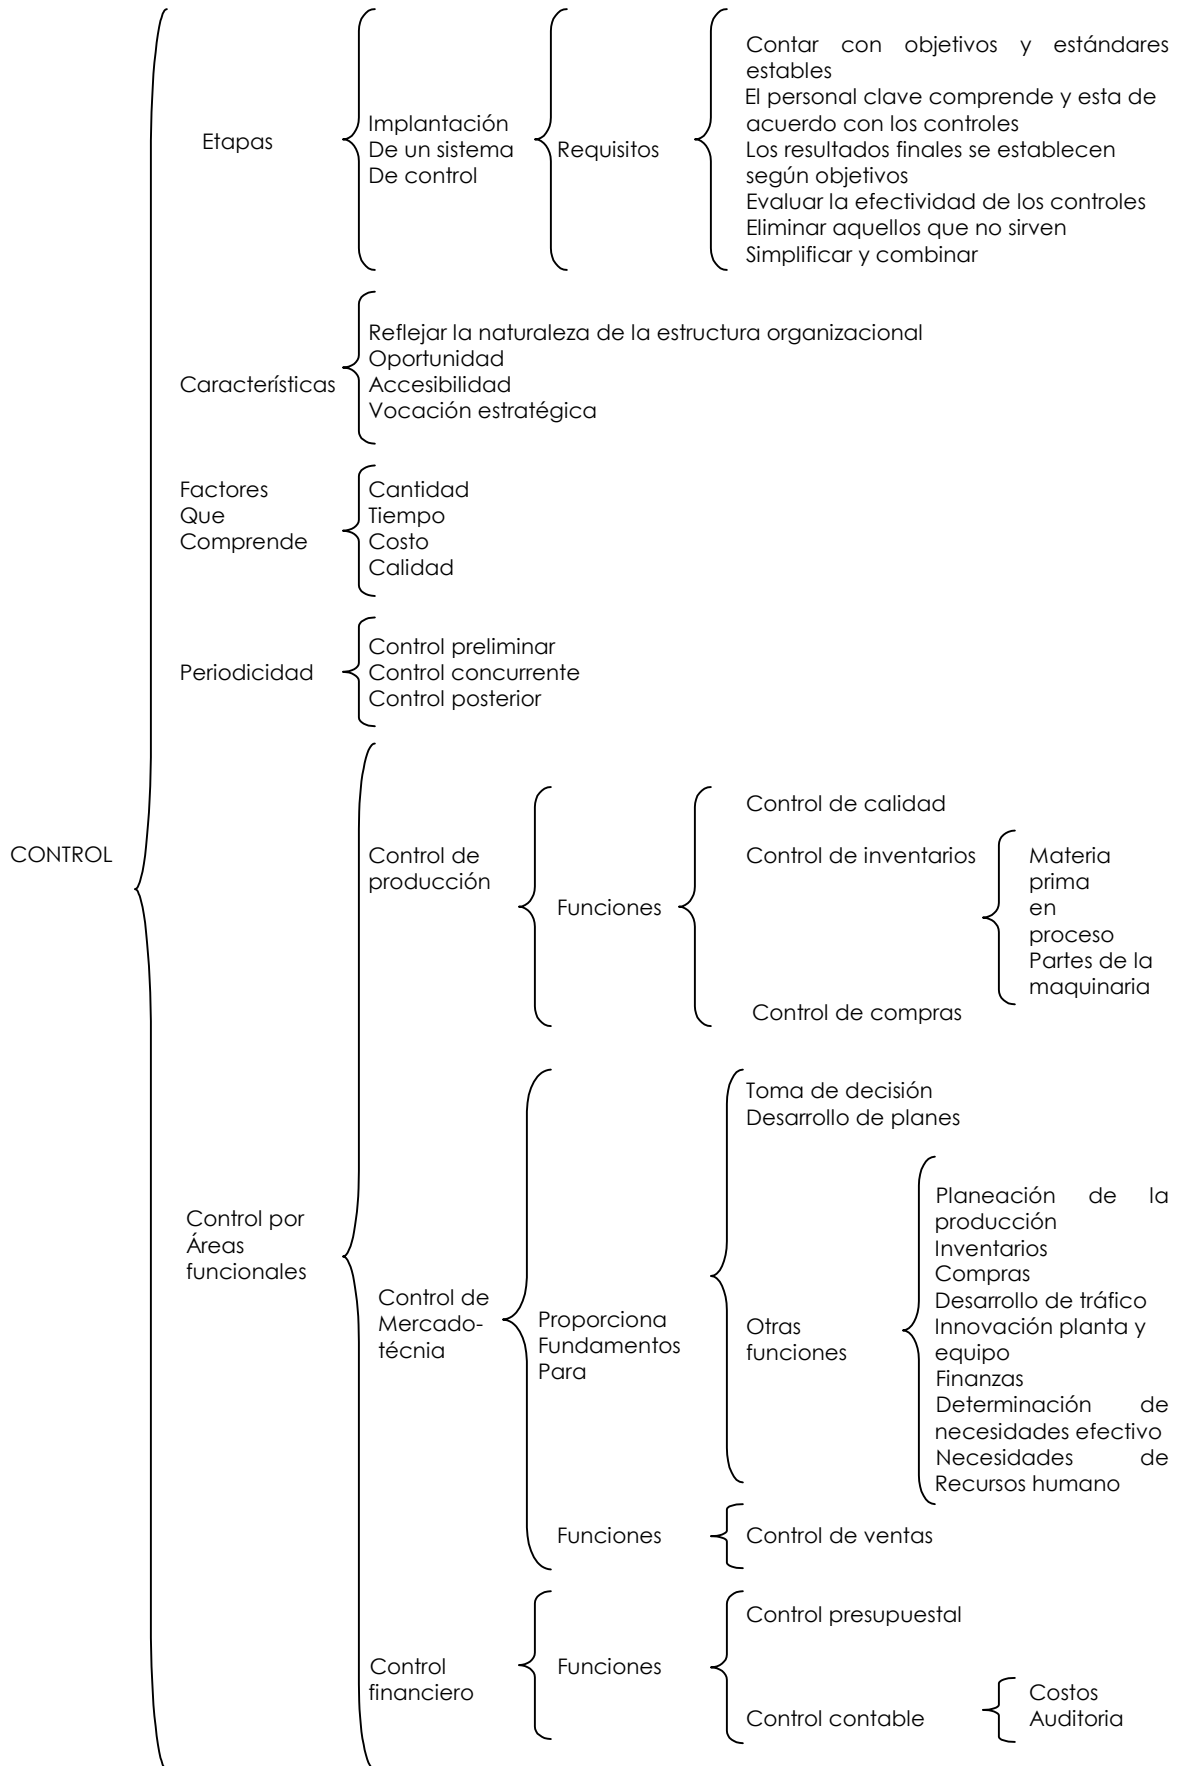 Contar con objetivos y estándares
estables
El personal clave comprende y esta de
acuerdo con los controles
Etapas
Implantación
De un sistema
De control
Requisitos
Los resultados finales se establecen
según objetivos
Evaluar la efectividad de los controles
Eliminar aquellos que no sirven
Simplificar y combinar
Característícas
Reflejar la naturaleza de la estructura organizacional
Oportunidad
Accesibilidad
Vocación estratégica
Factores
Que
Comprende
Cantidad
Tiempo
Costo
Calidad
Periodicidad
Control preliminar
Control concurrente
Control posterior
CONTROL
Control por
Áreas
funcionales
Control de
producción
Funciones
Control de calidad
Control de inventarios
Materia
prima
en
proceso
Partes de la
maquinaria
Control de compras
Control de
Mercado-
técnia
Proporciona
Fundamentos
Para
Toma de decisión
Desarrollo de planes
Otras
funciones
Planeación de la
producción
Inventarios
Compras
Desarrollo de tráfico
Innovación planta y
equipo
Finanzas
Determinación de
necesidades efectivo
Necesidades de
Recursos humano
Funciones
Control de ventas
Control
financiero
Funciones
Control presupuestal
Control contable
Costos
Auditoria